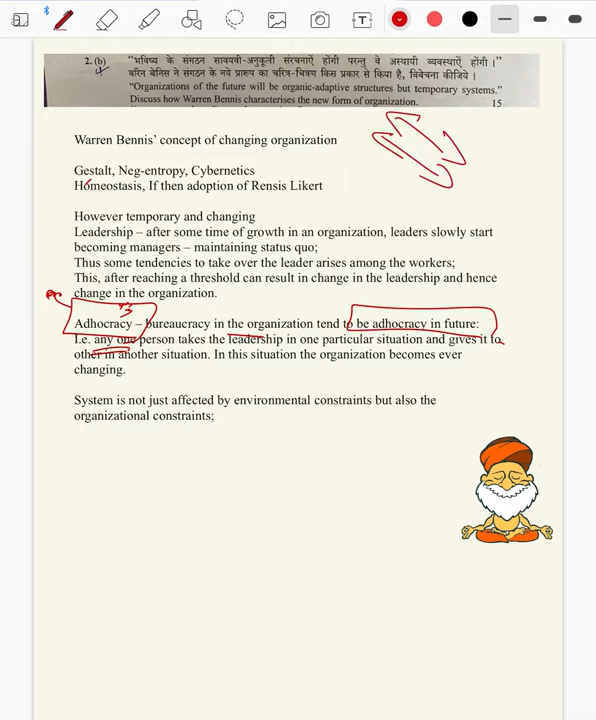 2. (b) "भविष्य के संगठन सावयवी-अनुकूली संरचनाऐं होंगी परन्तु वे अस्थायी व्यवस्थाऐं होंगी।"
वरिन बेनिस ने संगठन के नये प्रारूप का चरित्र-चित्रण किस प्रकार से किया है, विवेचना कीजिये।
"Organizations of the future will be organic-adaptive structures but temporary systems."
Discuss how Warren Bennis characterises the new form of organization. 15
Warren Bennis' concept of changing organization
Gestalt, Neg-entropy, Cybernetics
Homeostasis, If then adoption of Rensis Likert
However temporary and changing
Leadership – after some time of growth in an organization, leaders slowly start
becoming managers – maintaining status quo;
Thus some tendencies to take over the leader arises among the workers;
This, after reaching a threshold can result in change in the leadership and hence
change in the organization.
Adhocracy – bureaucracy in the organization tend to be adhocracy in future:
I.e. any one person takes the leadership in one particular situation and gives it to
other in another situation. In this situation the organization becomes ever
changing.
System is not just affected by environmental constraints but also the
organizational constraints;